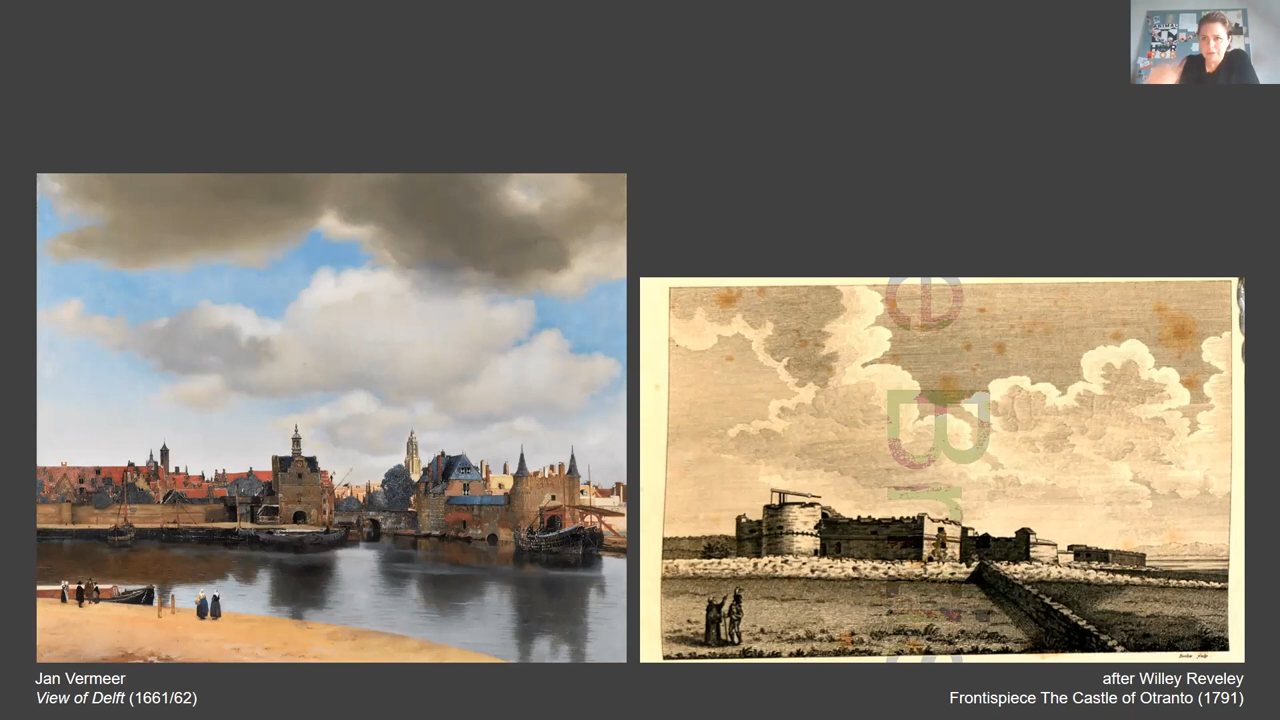 Jan Vermeer
View of Delft (1661/62)
after Willey Reveley
Frontispiece The Castle of Otranto (1791)